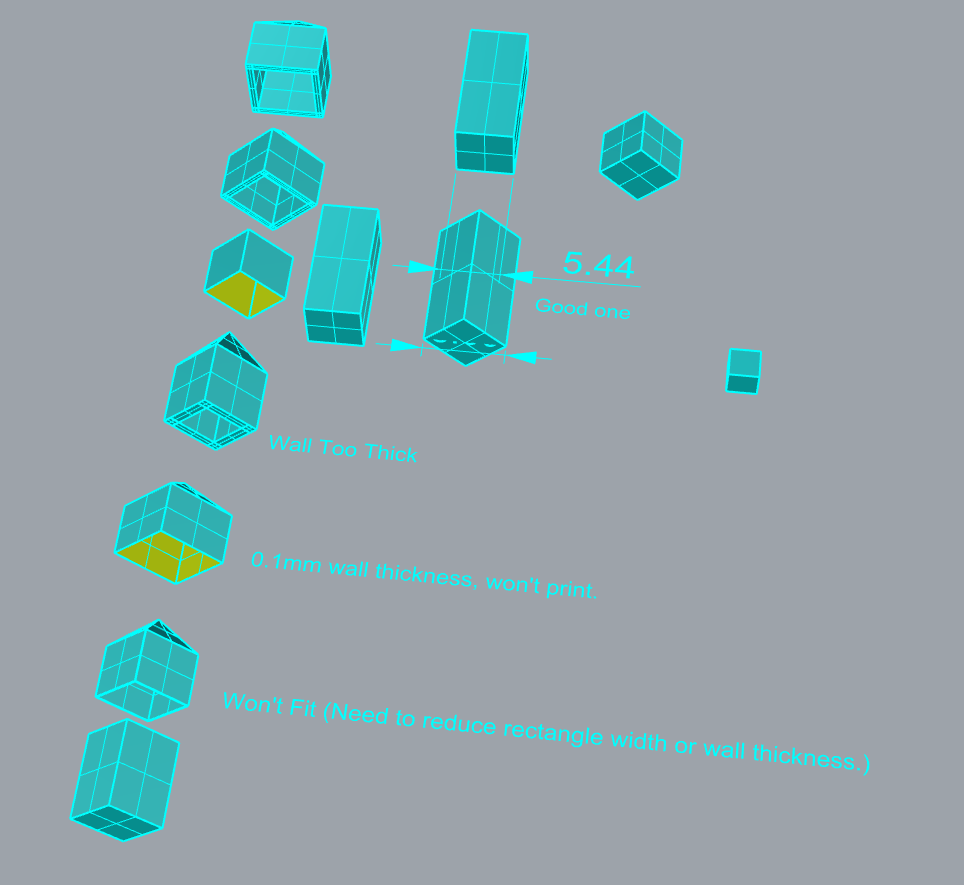 5.44
Good one
Wall Too Thick
0.1mm wall thickness, won't print.
Won't Fit (Need to reduce rectangle width or wall thickness.)